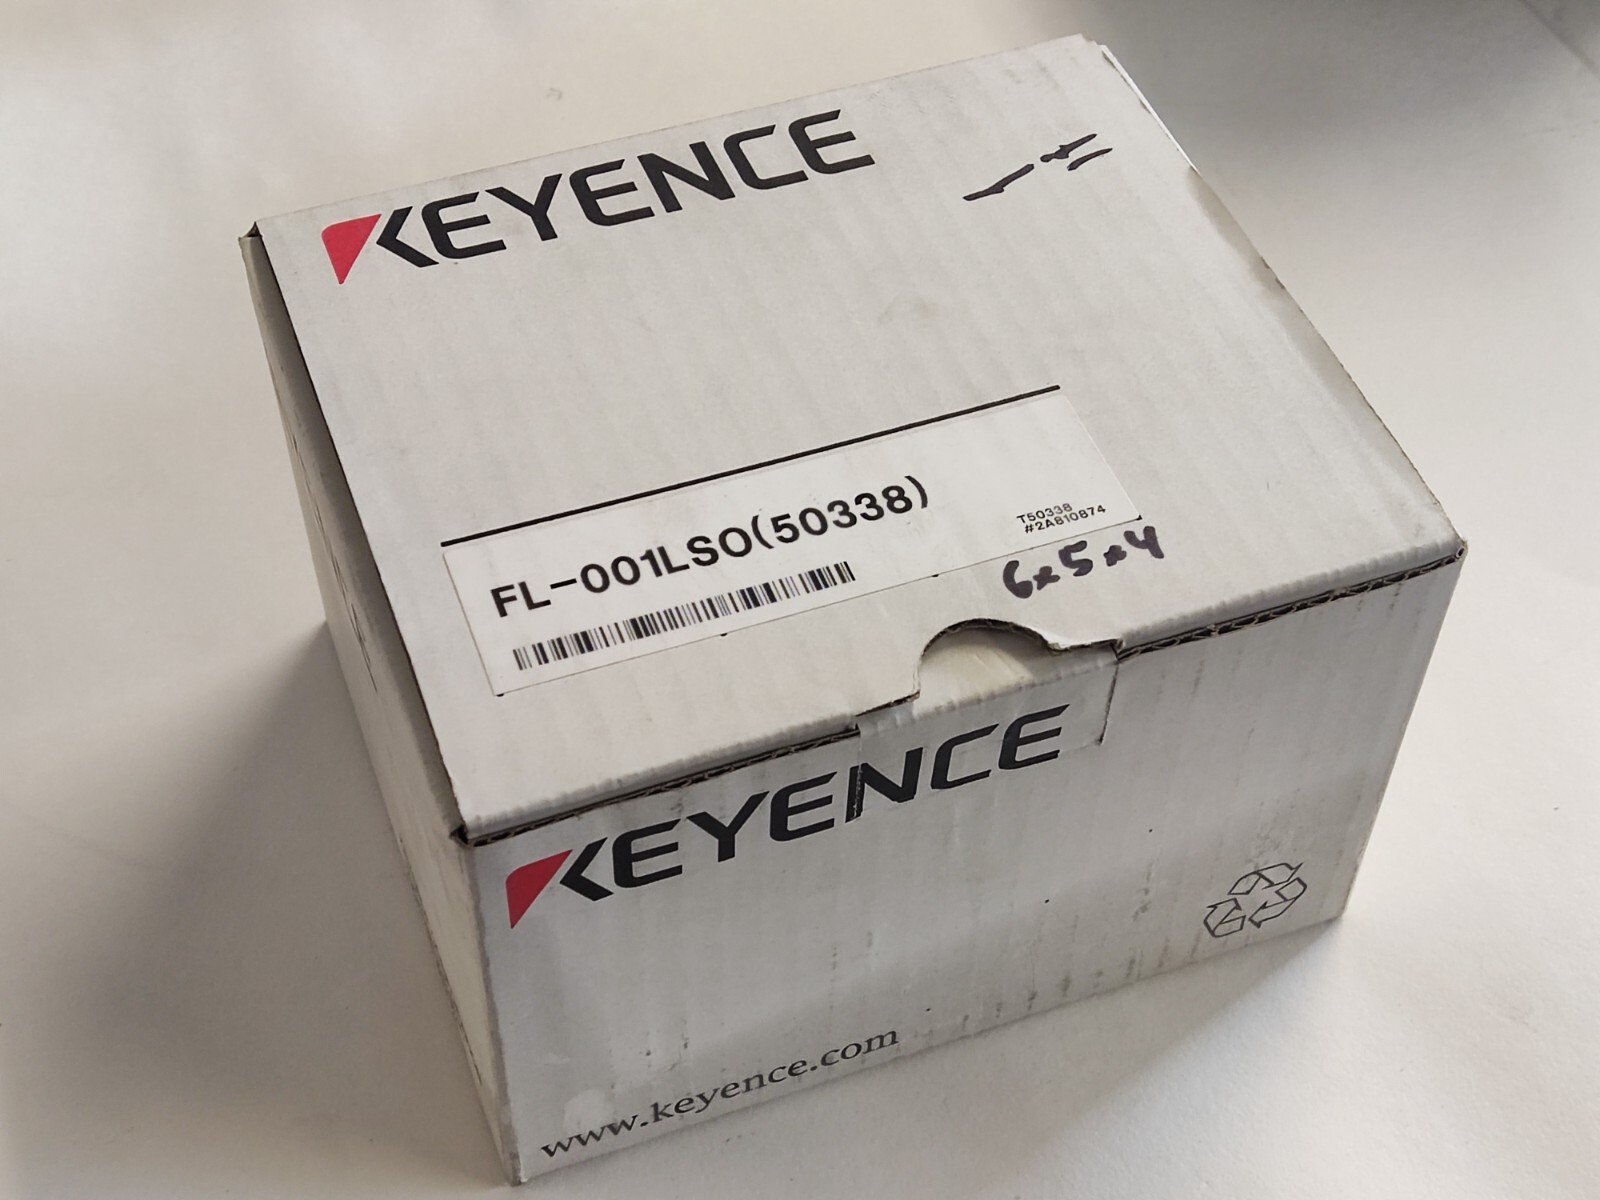 KEYENCE
FL-001LSO(50338)
T50338
#2A810874
6x5x4
KEYENCE
www.keyence.com